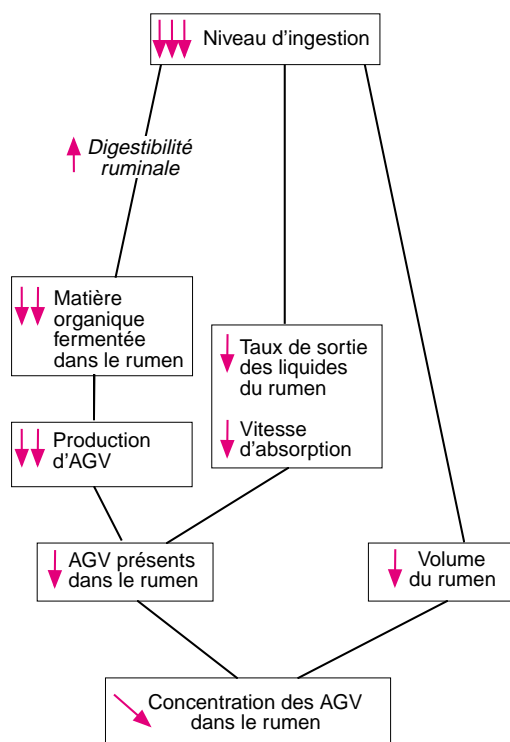 Niveau d'ingestion
Digestibilité
ruminale
Matière
organique
fermentée
dans le rumen
Taux de sortie
des liquides
du rumen
Vitesse
d'absorption
Production
d'AGV
AGV présents
dans le rumen
Volume
du rumen
Concentration des AGV
dans le rumen